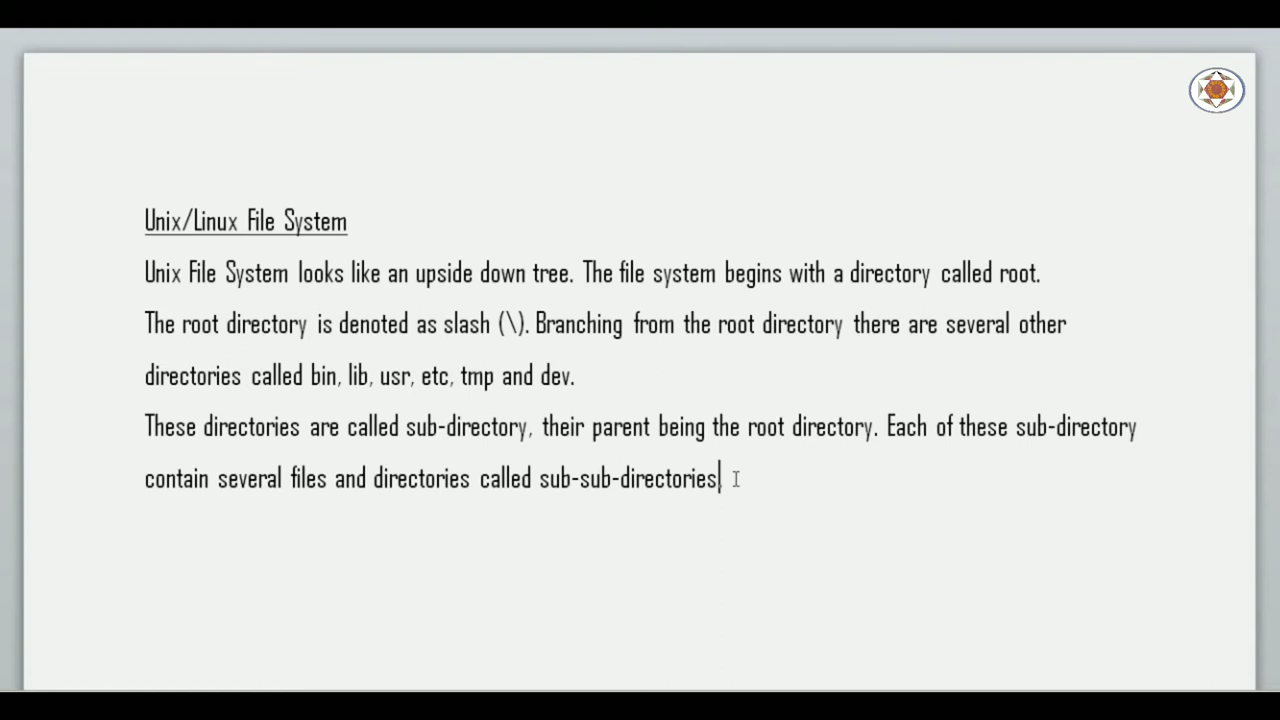 Unix/Linux File System
Unix File System looks like an upside down tree. The file system begins with a directory called root.
The root directory is denoted as slash (\). Branching from the root directory there are several other
directories called bin, lib, usr, etc, tmp and dev.
These directories are called sub-directory, their parent being the root directory. Each of these sub-directory
contain several files and directories called sub-sub-directories.